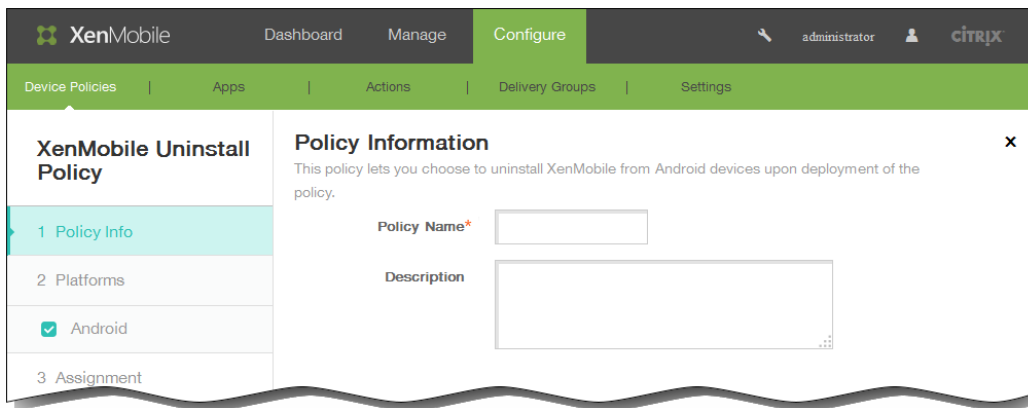 XenMobile
Dashboard
Manage
Configure
administrator
CİTRIX
Device Policies | Apps | Actions | Delivery Groups | Settings
XenMobile Uninstall
Policy
1 Policy Info
2 Platforms
Android
3 Assignment
Policy Information
x
This policy lets you choose to uninstall XenMobile from Android devices upon deployment of the
policy.
Policy Name*
Description